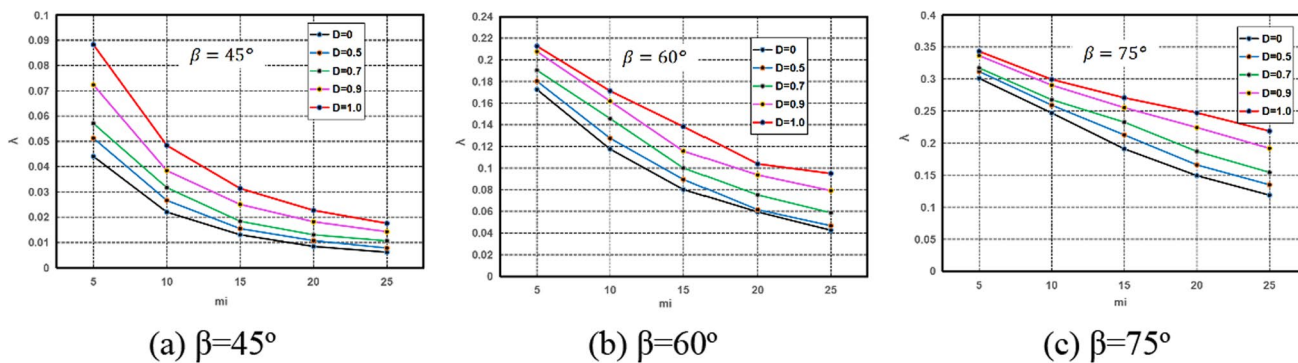 0.1
0.09
0.08
0.07
0.06
0.05
0.04
0.03
0.02
0.01
0
λ
5 10 15 20 25
mi
β = 45°
D=0
D=0.5
D=0.7
D=0.9
D=1.0
(a) β=45º
0.24
0.22
0.2
0.18
0.16
0.14
0.12
0.1
0.08
0.06
0.04
0.02
0
λ
5 10 15 20 25
mi
β = 60°
D=0
D=0.5
D=0.7
D=0.9
D=1.0
(b) β=60º
0.4
0.35
0.3
0.25
0.2
0.15
0.1
0.05
0
λ
5 10 15 20 25
mi
β = 75°
D=0
D=0.5
D=0.7
D=0.9
D=1.0
(c) β=75º